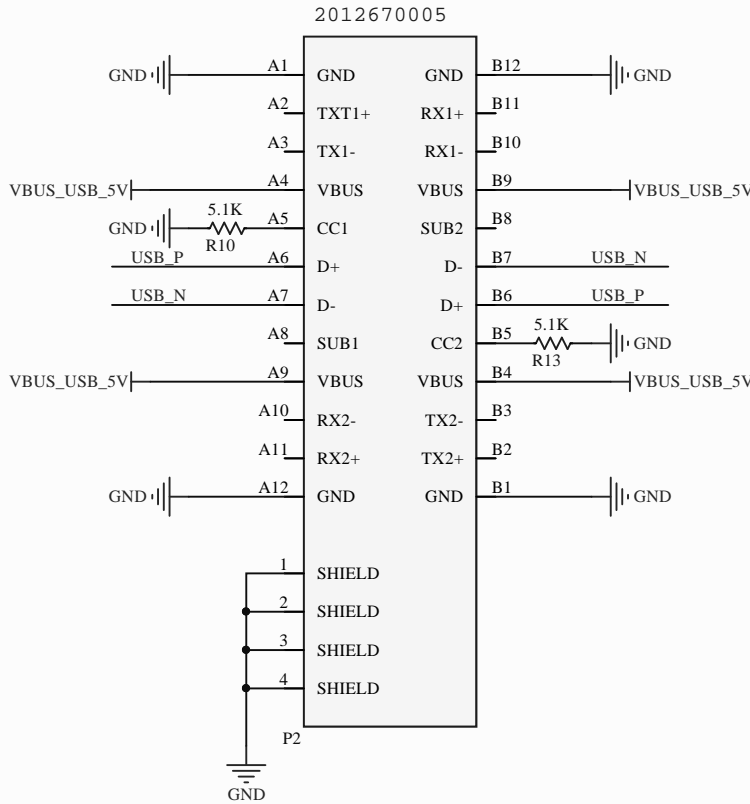 2012670005
GND A1 GND GND B12 GND
A2 TXT1+ RX1+ B11
A3 TX1- RX1- B10
VBUS_USB_5V A4 VBUS VBUS B9 VBUS_USB_5V
5.1K
GND A5 CC1 SUB2 B8
R10
USB_P A6 D+ D- B7 USB_N
USB_N A7 D- D+ B6 USB_P
5.1K
A8 SUB1 CC2 B5 GND
R13
VBUS_USB_5V A9 VBUS VBUS B4 VBUS_USB_5V
A10 RX2- TX2- B3
A11 RX2+ TX2+ B2
GND A12 GND GND B1 GND
1 SHIELD
2 SHIELD
3 SHIELD
4 SHIELD
P2
GND